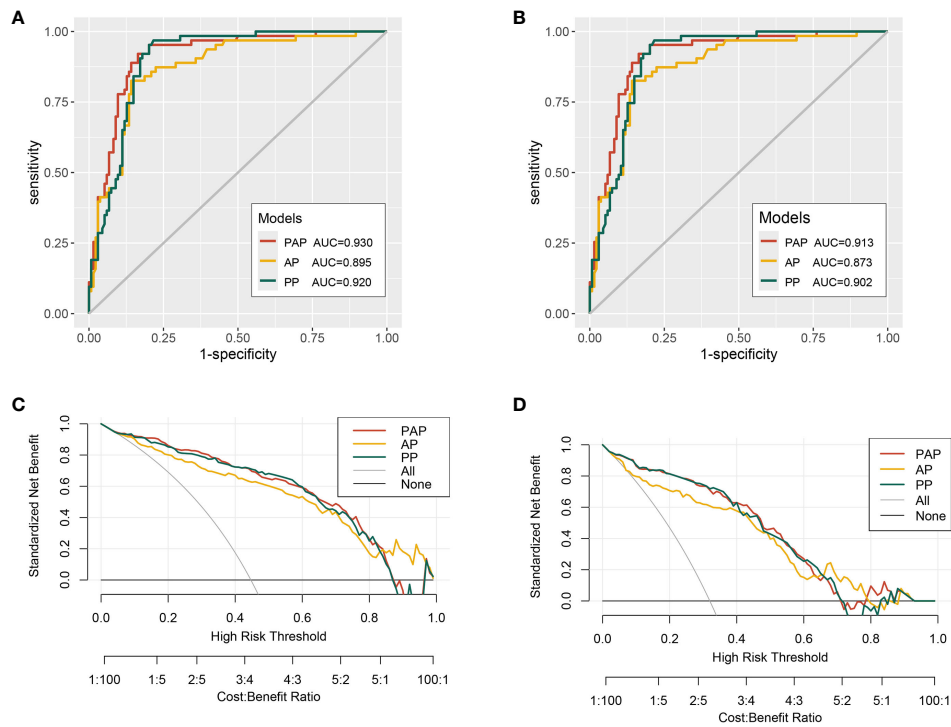 A
1.00
0.75
0.50
0.25
0.00
sensitivity
Models
PAP AUC=0.930
AP AUC=0.895
PP AUC=0.920
0.00 0.25 0.50 0.75 1.00
1-specificity
B
1.00
0.75
0.50
0.25
0.00
sensitivity
Models
PAP AUC=0.913
AP AUC=0.873
PP AUC=0.902
0.00 0.25 0.50 0.75 1.00
1-specificity
C
1.0
0.8
0.6
0.4
0.2
0.0
Standardized Net Benefit
PAP
AP
PP
All
None
0.0 0.2 0.4 0.6 0.8 1.0
High Risk Threshold
1:100 1:5 2:5 3:4 4:3 5:2 5:1 100:1
Cost:Benefit Ratio
D
1.0
0.8
0.6
0.4
0.2
0.0
Standardized Net Benefit
PAP
AP
PP
All
None
0.0 0.2 0.4 0.6 0.8 1.0
High Risk Threshold
1:100 1:5 2:5 3:4 4:3 5:2 5:1 100:1
Cost:Benefit Ratio